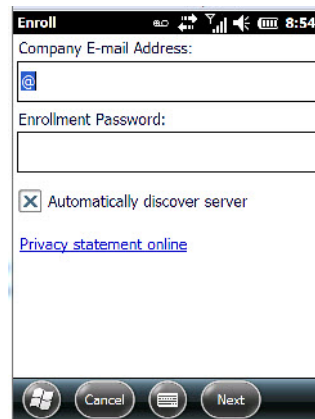 Enroll 8:54
Company E-mail Address:
@
Enrollment Password:
Automatically discover server
Privacy statement online
Cancel Next